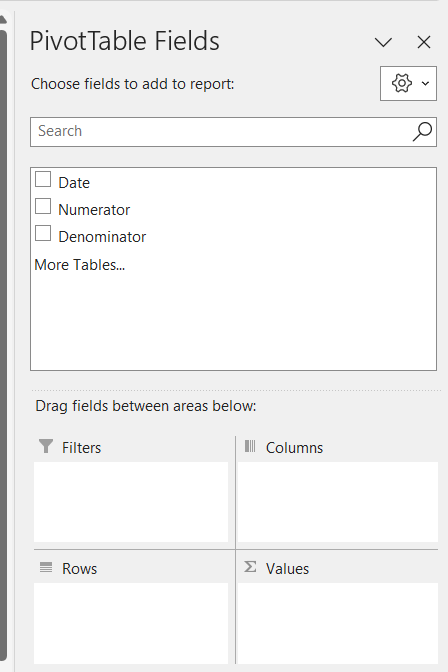 PivotTable Fields
Choose fields to add to report:
Search
Date
Numerator
Denominator
More Tables...
Drag fields between areas below:
Filters
Columns
Rows
Σ Values